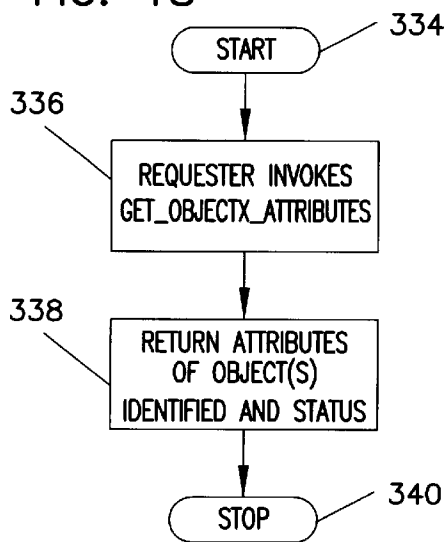 334
START
336
REQUESTER INVOKES
GET_OBJECTX_ATTRIBUTES
338
RETURN ATTRIBUTES
OF OBJECT(S)
IDENTIFIED AND STATUS
STOP
340